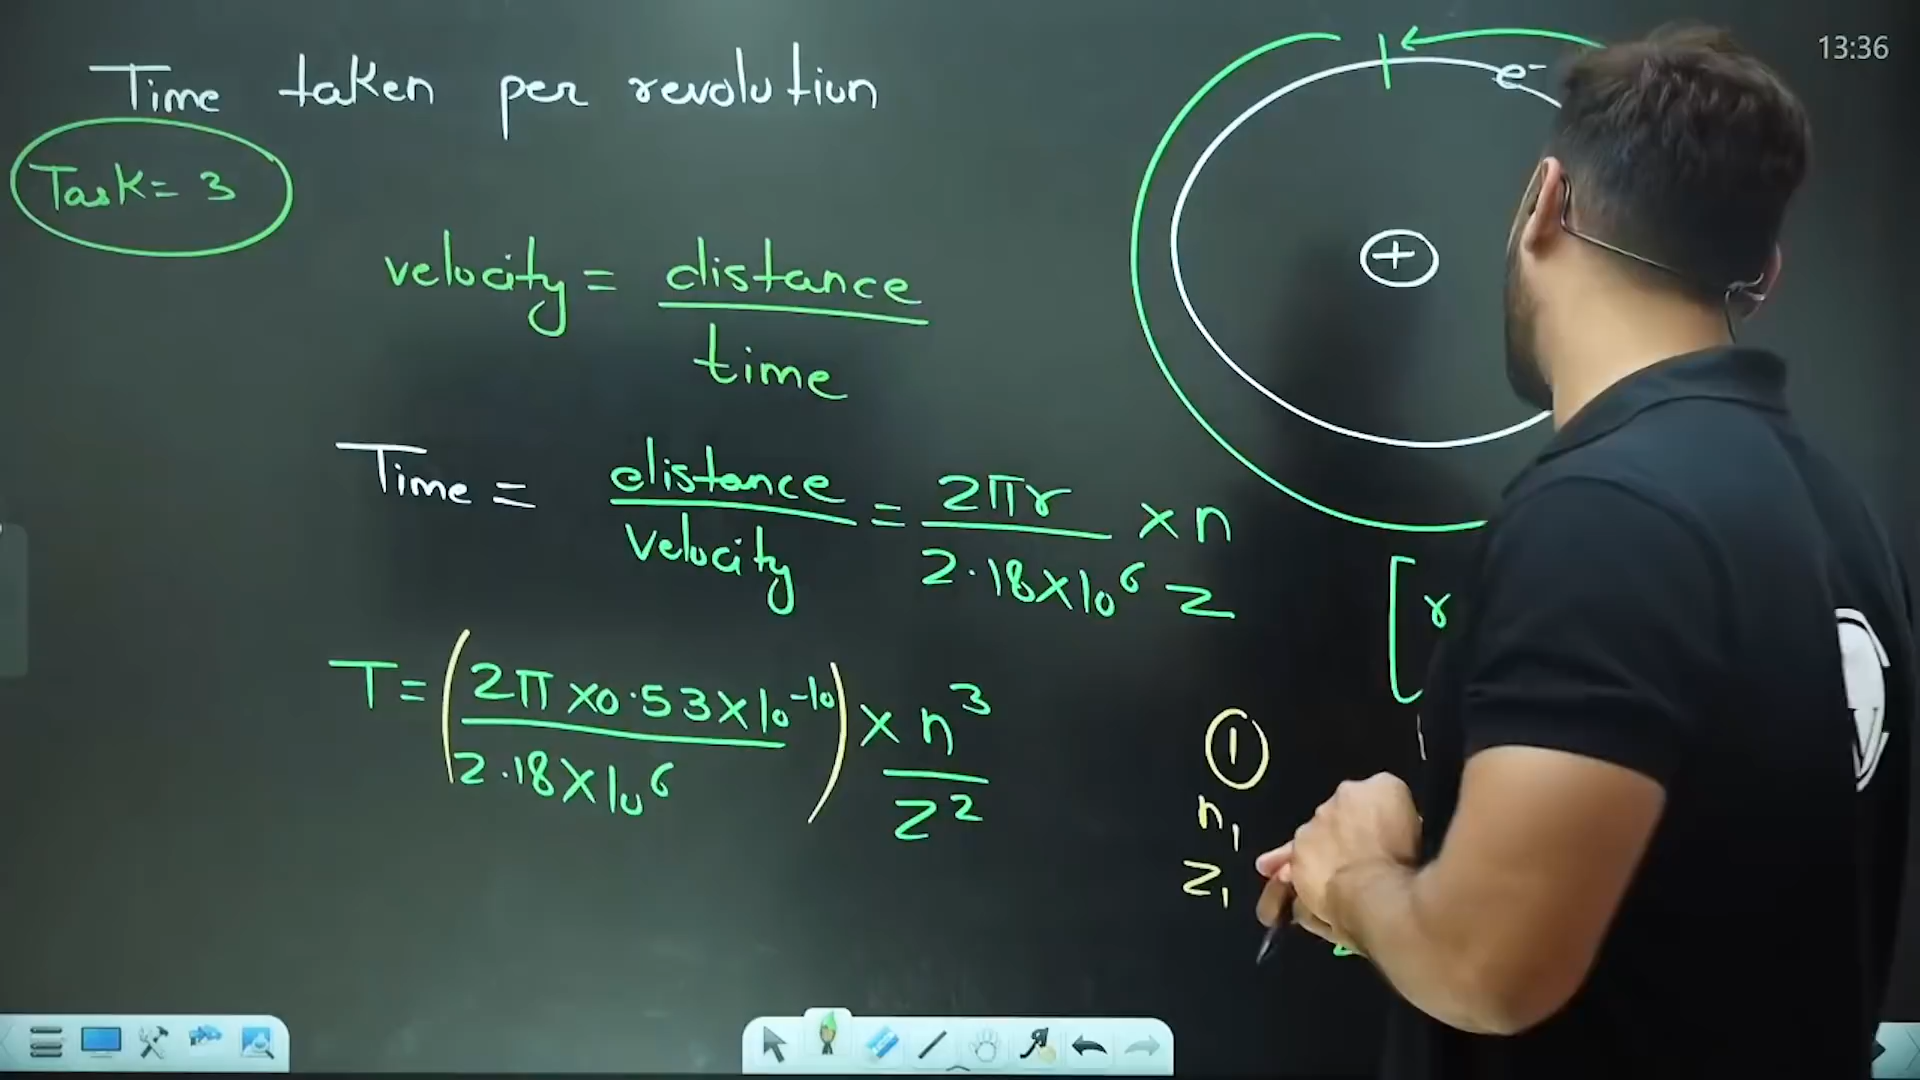 13:36
Time taken per revolution
e⁻
Task = 3
+
velocity = distance / time
Time = distance / velocity = 2πr / 2.18×10⁶ Z × n
[ r
T = ( 2π×0.53×10⁻¹⁰ / 2.18×10⁶ ) × n³ / Z²
①
n₁
Z₁